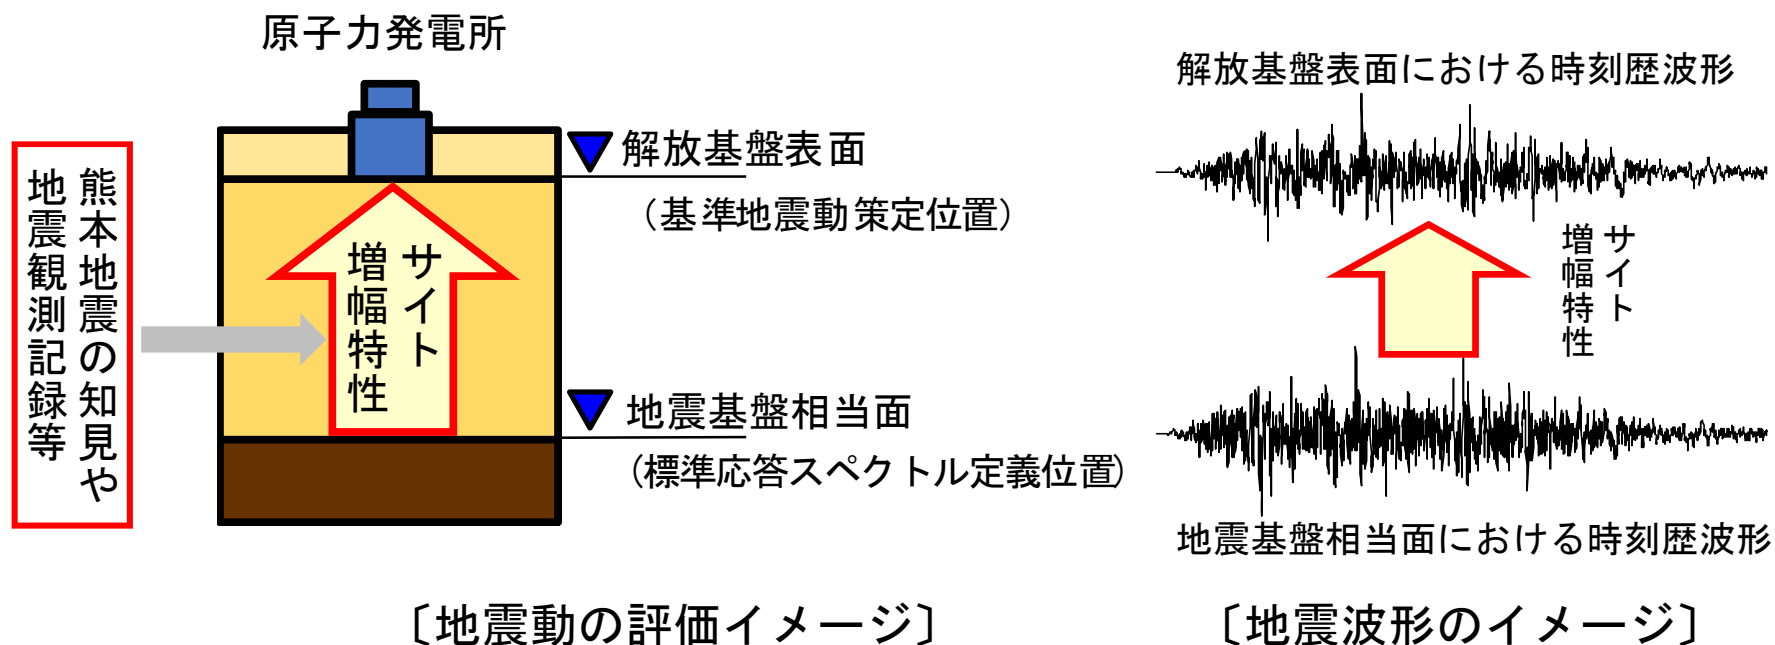 原子力発電所
熊本地震の知見や
地震観測記録等
サイト
増幅特性
解放基盤表面
（基準地震動策定位置）
地震基盤相当面
（標準応答スペクトル定義位置）
〔地震動の評価イメージ〕
解放基盤表面における時刻歴波形
サイト
増幅特性
地震基盤相当面における時刻歴波形
〔地震波形のイメージ〕